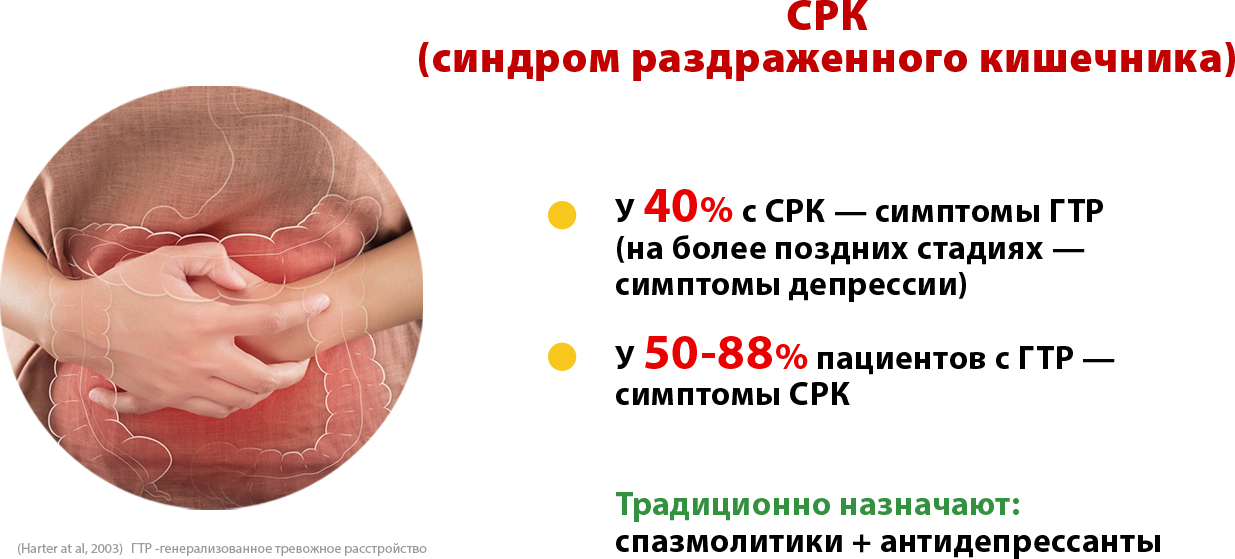 СРК
(синдром раздраженного кишечника)
У 40% с СРК — симптомы ГТР
(на более поздних стадиях —
симптомы депрессии)
У 50-88% пациентов с ГТР —
симптомы СРК
Традиционно назначают:
спазмолитики + антидепрессанты
(Harter at al, 2003) ГТР -генерализованное тревожное расстройство